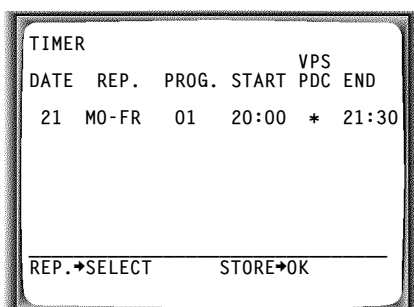 TIMER
VPS
DATE REP. PROG. START PDC END
21 MO-FR 01 20:00 * 21:30
REP.➜SELECT STORE➜OK